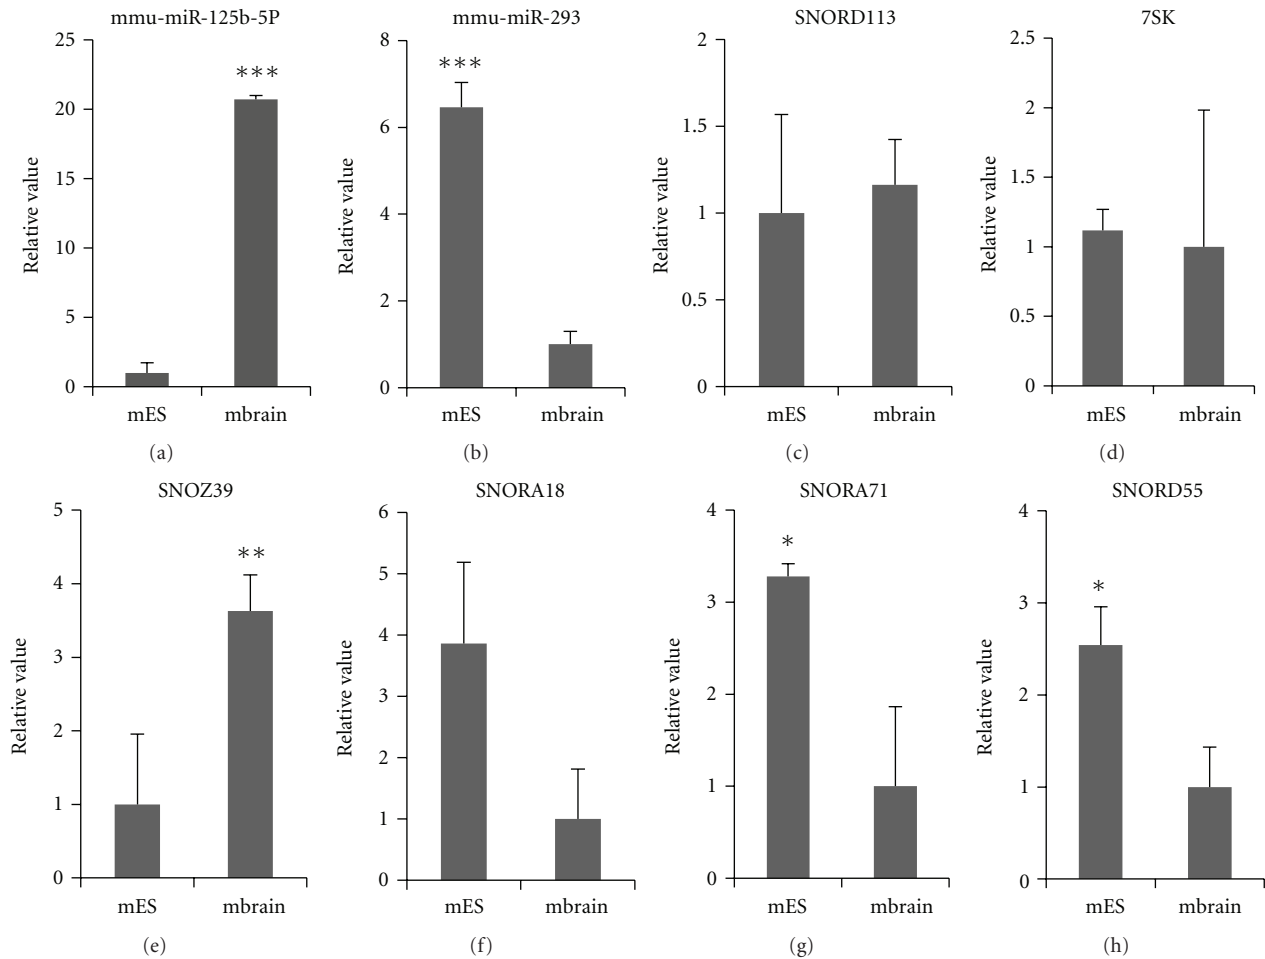 mmu-miR-125b-5P
25
20
15
10
5
0
Relative value
***
mES mbrain
(a)
mmu-miR-293
8
6
4
2
0
Relative value
***
mES mbrain
(b)
SNORD113
2
1.5
1
0.5
0
Relative value
mES mbrain
(c)
7SK
2.5
2
1.5
1
0.5
0
Relative value
mES mbrain
(d)
SNOZ39
5
4
3
2
1
0
Relative value
**
mES mbrain
(e)
SNORA18
6
5
4
3
2
1
0
Relative value
mES mbrain
(f)
SNORA71
4
3
2
1
0
Relative value
*
mES mbrain
(g)
SNORD55
4
3
2
1
0
Relative value
*
mES mbrain
(h)